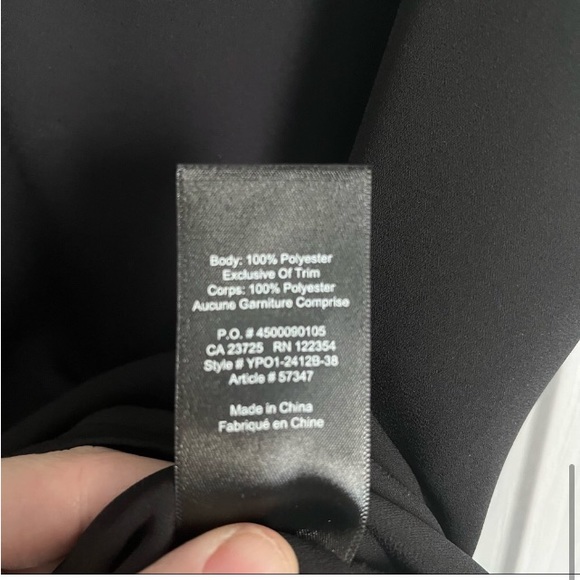 Body: 100% Polyester
Exclusive Of Trim
Corps: 100% Polyester
Aucune Garniture Comprise
P.O. # 4500090105
CA 23725 RN 122354
Style # YPO1-2412B-38
Article # 57347
Made in China
Fabriqué en Chine